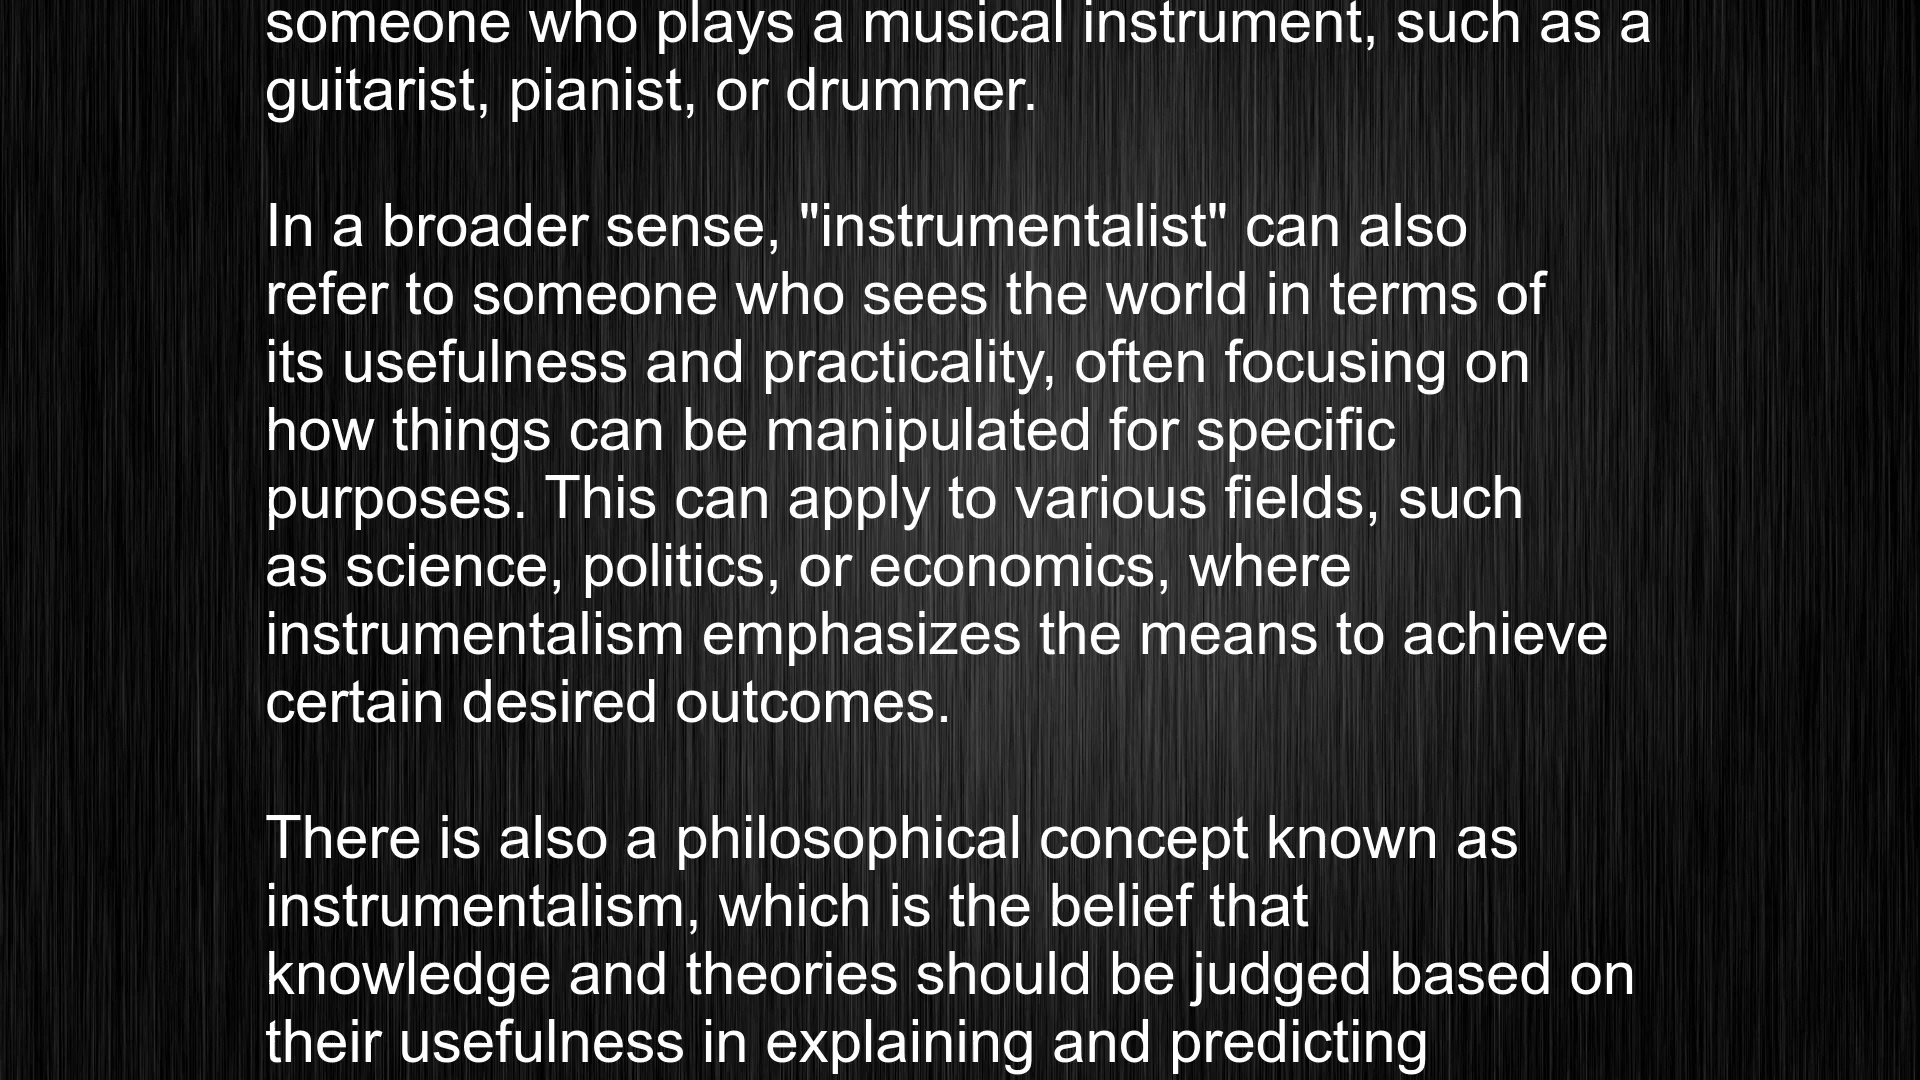 someone who plays a musical instrument, such as a
guitarist, pianist, or drummer.
In a broader sense, "instrumentalist" can also
refer to someone who sees the world in terms of
its usefulness and practicality, often focusing on
how things can be manipulated for specific
purposes. This can apply to various fields, such
as science, politics, or economics, where
instrumentalism emphasizes the means to achieve
certain desired outcomes.
There is also a philosophical concept known as
instrumentalism, which is the belief that
knowledge and theories should be judged based on
their usefulness in explaining and predicting